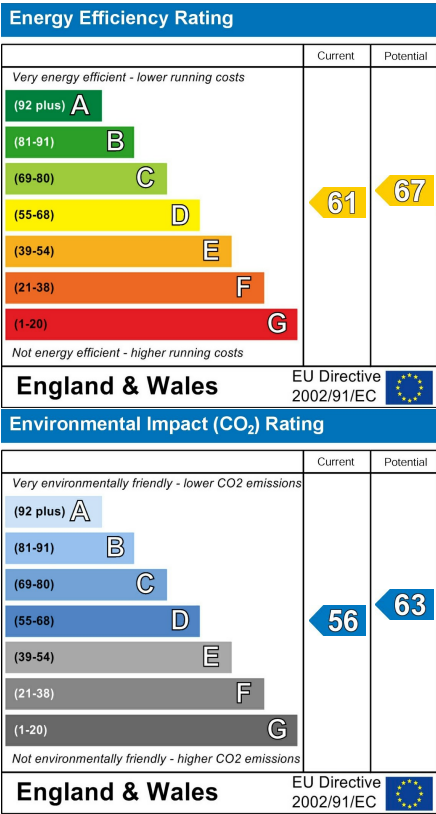 Energy Efficiency Rating
Current Potential
Very energy efficient - lower running costs
(92 plus) A
(81-91) B
(69-80) C
(55-68) D
(39-54) E
(21-38) F
(1-20) G
61
67
Not energy efficient - higher running costs
England & Wales
EU Directive
2002/91/EC
Environmental Impact (CO₂) Rating
Current Potential
Very environmentally friendly - lower CO2 emissions
(92 plus) A
(81-91) B
(69-80) C
(55-68) D
(39-54) E
(21-38) F
(1-20) G
56
63
Not environmentally friendly - higher CO2 emissions
England & Wales
EU Directive
2002/91/EC